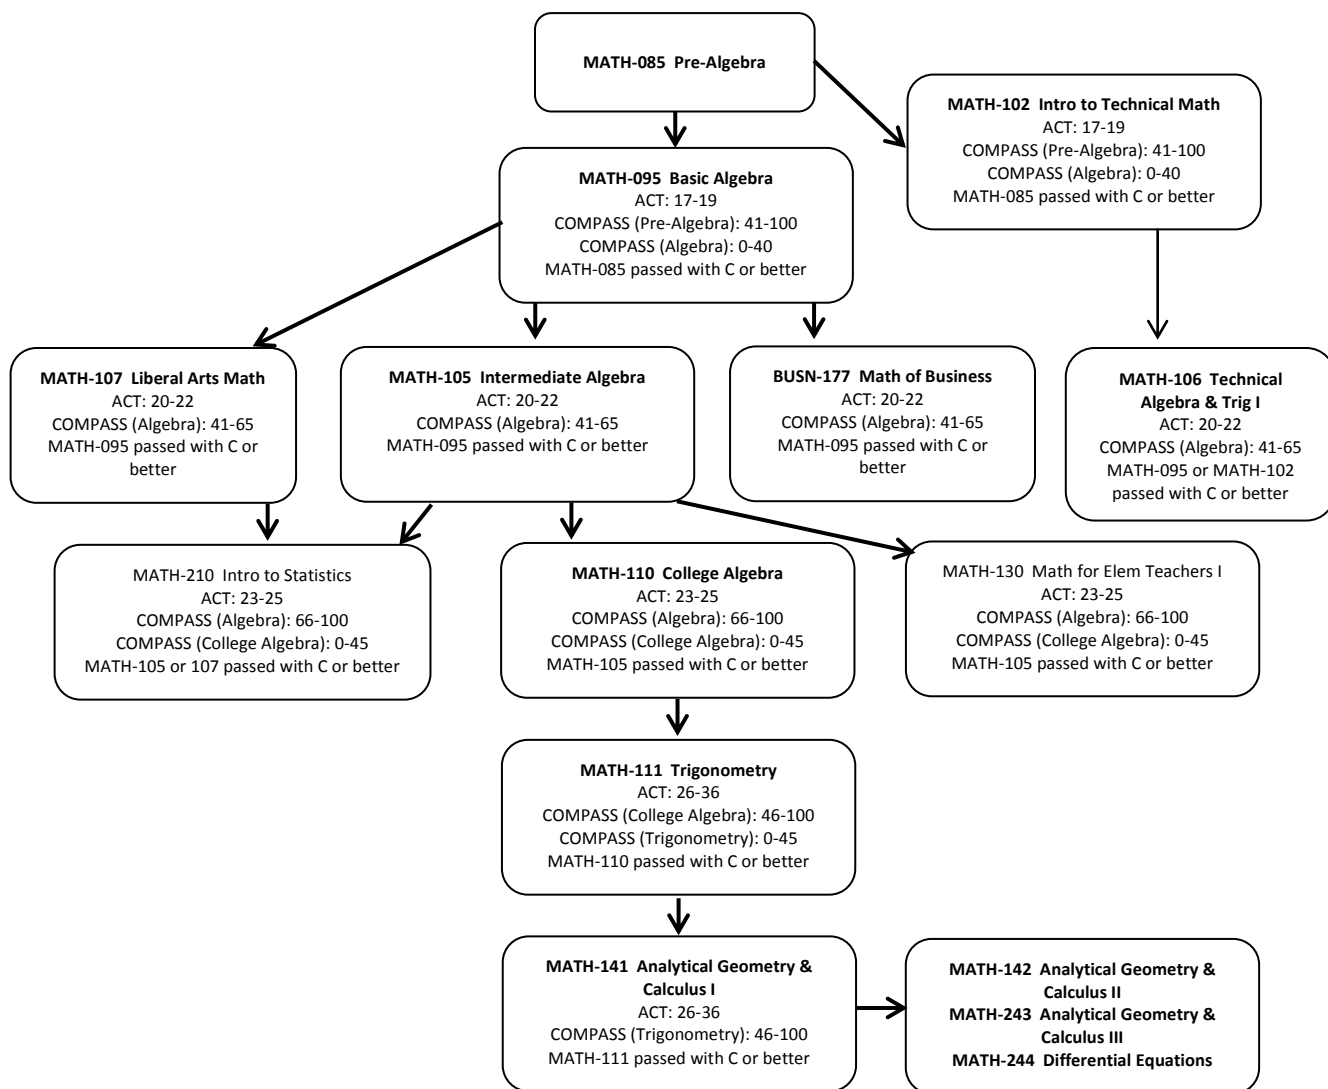 MATH-085 Pre-Algebra
MATH-102 Intro to Technical Math
ACT: 17-19
COMPASS (Pre-Algebra): 41-100
COMPASS (Algebra): 0-40
MATH-085 passed with C or better
MATH-095 Basic Algebra
ACT: 17-19
COMPASS (Pre-Algebra): 41-100
COMPASS (Algebra): 0-40
MATH-085 passed with C or better
MATH-107 Liberal Arts Math
ACT: 20-22
COMPASS (Algebra): 41-65
MATH-095 passed with C or
better
MATH-105 Intermediate Algebra
ACT: 20-22
COMPASS (Algebra): 41-65
MATH-095 passed with C or better
BUSN-177 Math of Business
ACT: 20-22
COMPASS (Algebra): 41-65
MATH-095 passed with C or
better
MATH-106 Technical
Algebra & Trig I
ACT: 20-22
COMPASS (Algebra): 41-65
MATH-095 or MATH-102
passed with C or better
MATH-210 Intro to Statistics
ACT: 23-25
COMPASS (Algebra): 66-100
COMPASS (College Algebra): 0-45
MATH-105 or 107 passed with C or better
MATH-110 College Algebra
ACT: 23-25
COMPASS (Algebra): 66-100
COMPASS (College Algebra): 0-45
MATH-105 passed with C or better
MATH-130 Math for Elem Teachers I
ACT: 23-25
COMPASS (Algebra): 66-100
COMPASS (College Algebra): 0-45
MATH-105 passed with C or better
MATH-111 Trigonometry
ACT: 26-36
COMPASS (College Algebra): 46-100
COMPASS (Trigonometry): 0-45
MATH-110 passed with C or better
MATH-141 Analytical Geometry &
Calculus I
ACT: 26-36
COMPASS (Trigonometry): 46-100
MATH-111 passed with C or better
MATH-142 Analytical Geometry &
Calculus II
MATH-243 Analytical Geometry &
Calculus III
MATH-244 Differential Equations